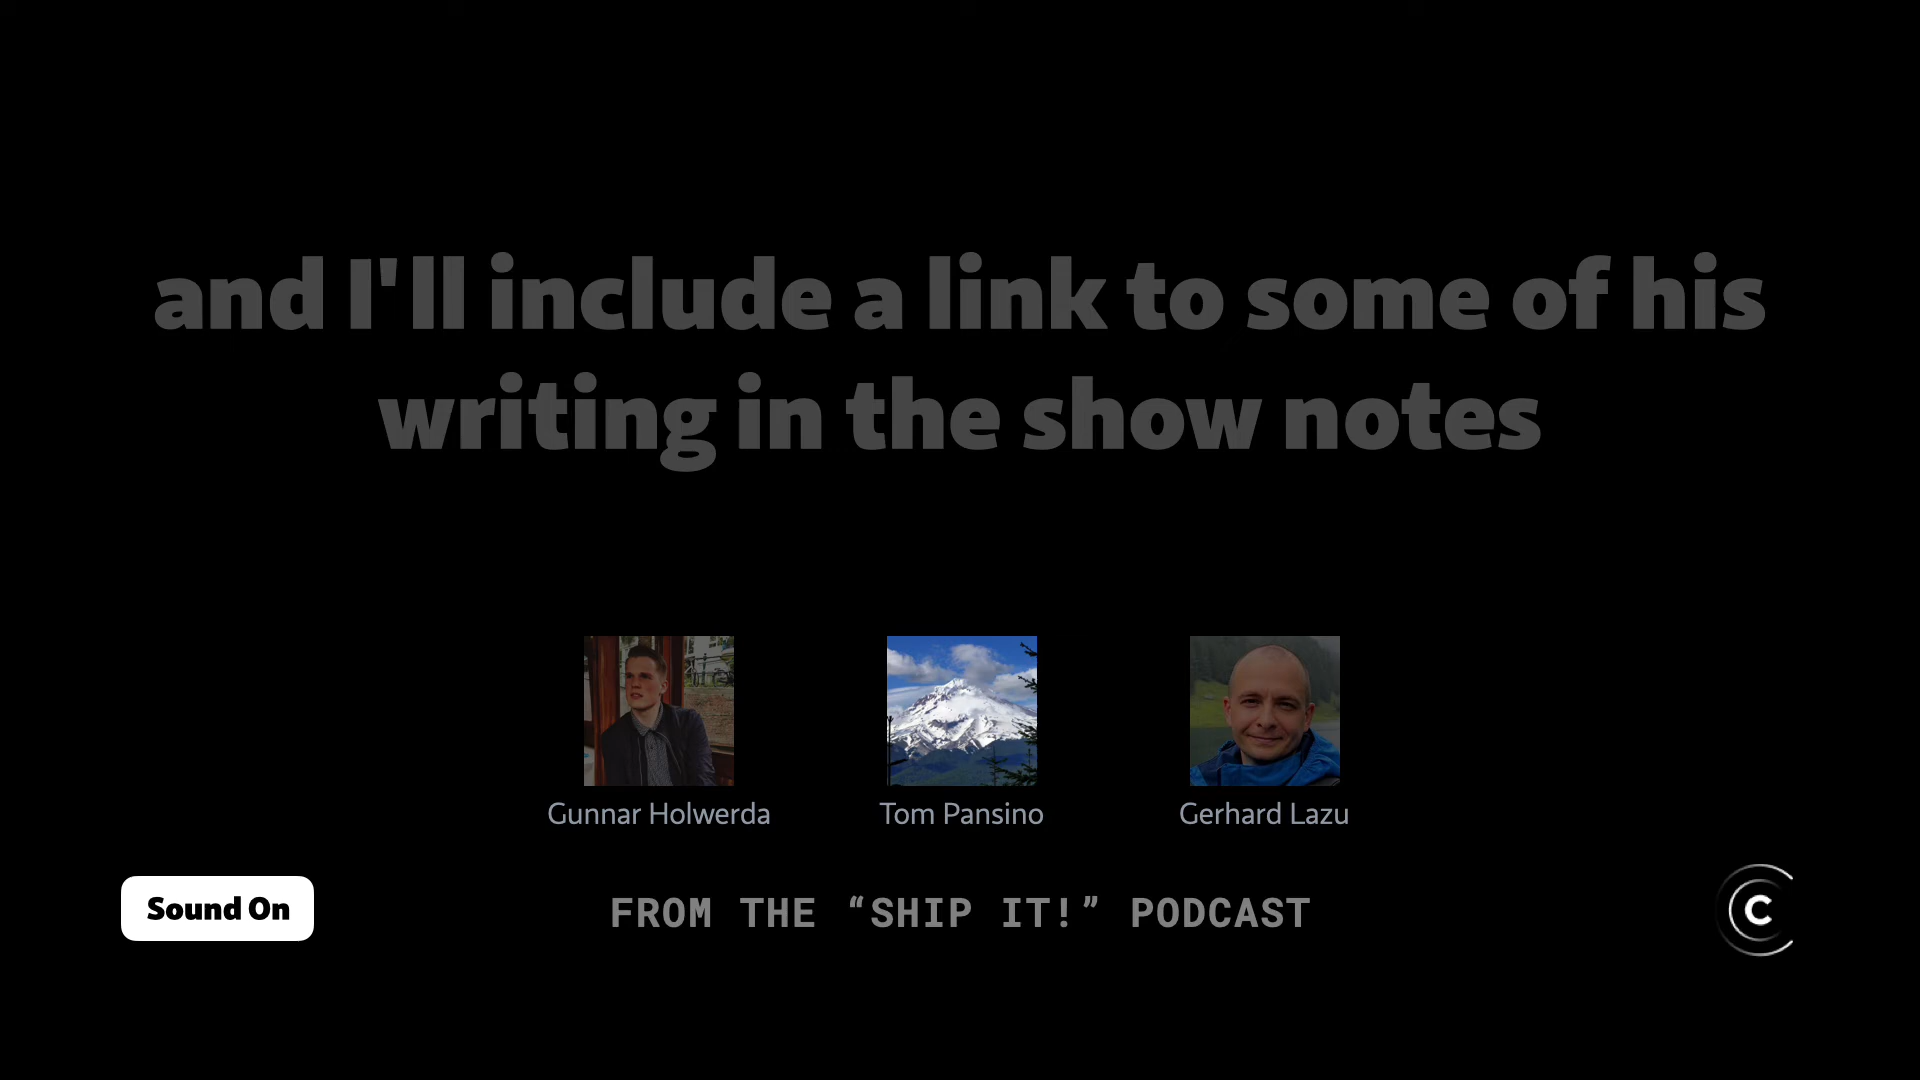 and I'll include a link to some of his
writing in the show notes
Gunnar Holwerda
Tom Pansino
Gerhard Lazu
Sound On
FROM THE “SHIP IT!” PODCAST
C